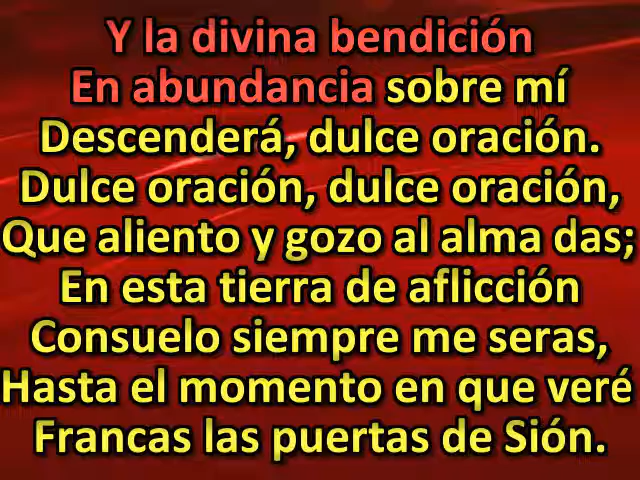 Y la divina bendición
En abundancia sobre mí
Descenderá, dulce oración.
Dulce oración, dulce oración,
Que aliento y gozo al alma das;
En esta tierra de aflicción
Consuelo siempre me seras,
Hasta el momento en que veré
Francas las puertas de Sión.